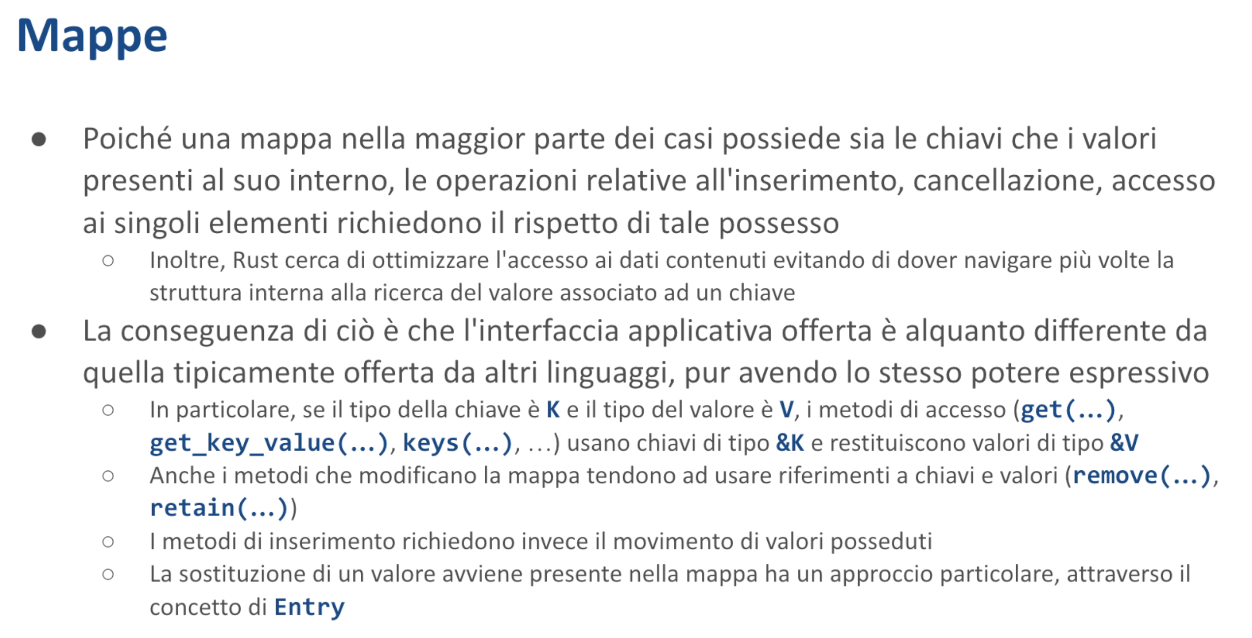 Mappe
● Poiché una mappa nella maggior parte dei casi possiede sia le chiavi che i valori
presenti al suo interno, le operazioni relative all'inserimento, cancellazione, accesso
ai singoli elementi richiedono il rispetto di tale possesso
○ Inoltre, Rust cerca di ottimizzare l'accesso ai dati contenuti evitando di dover navigare più volte la
struttura interna alla ricerca del valore associato ad un chiave
● La conseguenza di ciò è che l'interfaccia applicativa offerta è alquanto differente da
quella tipicamente offerta da altri linguaggi, pur avendo lo stesso potere espressivo
○ In particolare, se il tipo della chiave è K e il tipo del valore è V, i metodi di accesso (get(...),
get_key_value(...), keys(...), ...) usano chiavi di tipo &K e restituiscono valori di tipo &V
○ Anche i metodi che modificano la mappa tendono ad usare riferimenti a chiavi e valori (remove(...),
retain(...))
○ I metodi di inserimento richiedono invece il movimento di valori posseduti
○ La sostituzione di un valore avviene presente nella mappa ha un approccio particolare, attraverso il
concetto di Entry